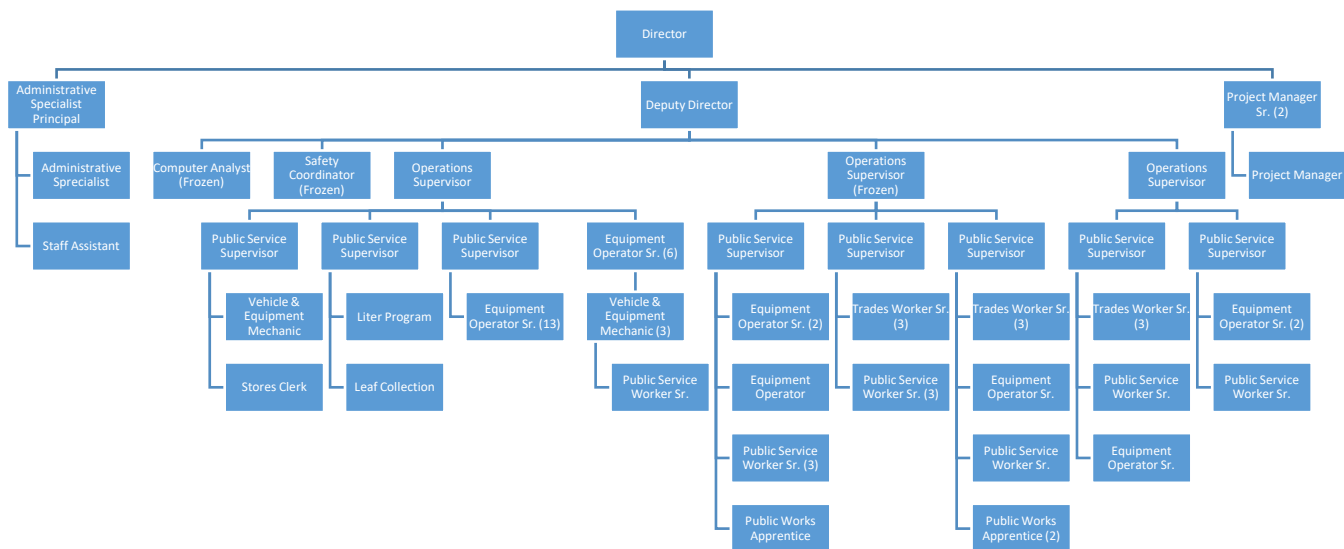 Director
Administrative
Specialist
Principal
Deputy Director
Project Manager
Sr. (2)
Administrative
Sprecialist
Computer Analyst
(Frozen)
Safety
Coordinator
(Frozen)
Operations
Supervisor
Operations
Supervisor
(Frozen)
Operations
Supervisor
Project Manager
Staff Assistant
Public Service
Supervisor
Public Service
Supervisor
Public Service
Supervisor
Equipment
Operator Sr. (6)
Public Service
Supervisor
Public Service
Supervisor
Public Service
Supervisor
Public Service
Supervisor
Public Service
Supervisor
Vehicle &
Equipment
Mechanic
Liter Program
Equipment
Operator Sr. (13)
Vehicle &
Equipment
Mechanic (3)
Equipment
Operator Sr. (2)
Trades Worker Sr.
(3)
Trades Worker Sr.
(3)
Trades Worker Sr.
(3)
Equipment
Operator Sr. (2)
Stores Clerk
Leaf Collection
Public Service
Worker Sr.
Equipment
Operator
Public Service
Worker Sr. (3)
Equipment
Operator Sr.
Public Service
Worker Sr.
Public Service
Worker Sr.
Public Service
Worker Sr. (3)
Public Service
Worker Sr.
Equipment
Operator Sr.
Public Works
Apprentice
Public Works
Apprentice (2)